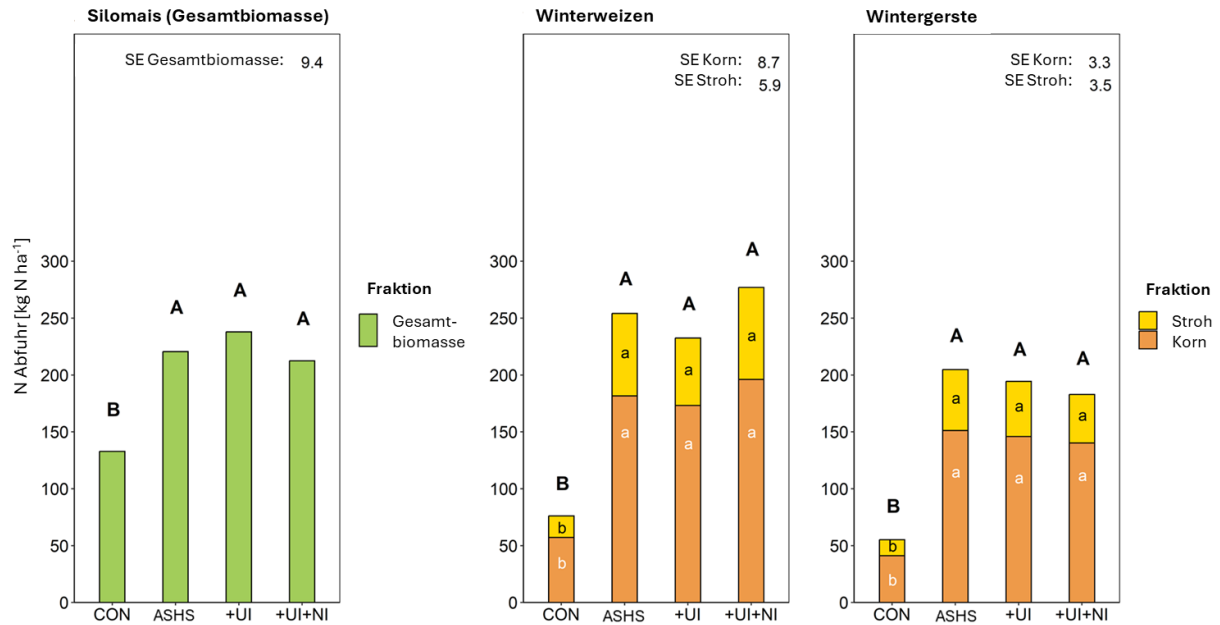 Silomais (Gesamtbiomasse)
SE Gesamtbiomasse: 9.4
N Abfuhr [kg N ha⁻¹]
300
250
200
150
100
50
0
B
A
A
A
CON
ASHS
+UI
+UI+NI
Fraktion
Gesamt-
biomasse
Winterweizen
SE Korn: 8.7
SE Stroh: 5.9
300
250
200
150
100
50
0
B
b
b
A
a
a
A
a
a
A
a
a
CON
ASHS
+UI
+UI+NI
Wintergerste
SE Korn: 3.3
SE Stroh: 3.5
300
250
200
150
100
50
0
B
b
b
A
a
a
A
a
a
A
a
a
CON
ASHS
+UI
+UI+NI
Fraktion
Stroh
Korn